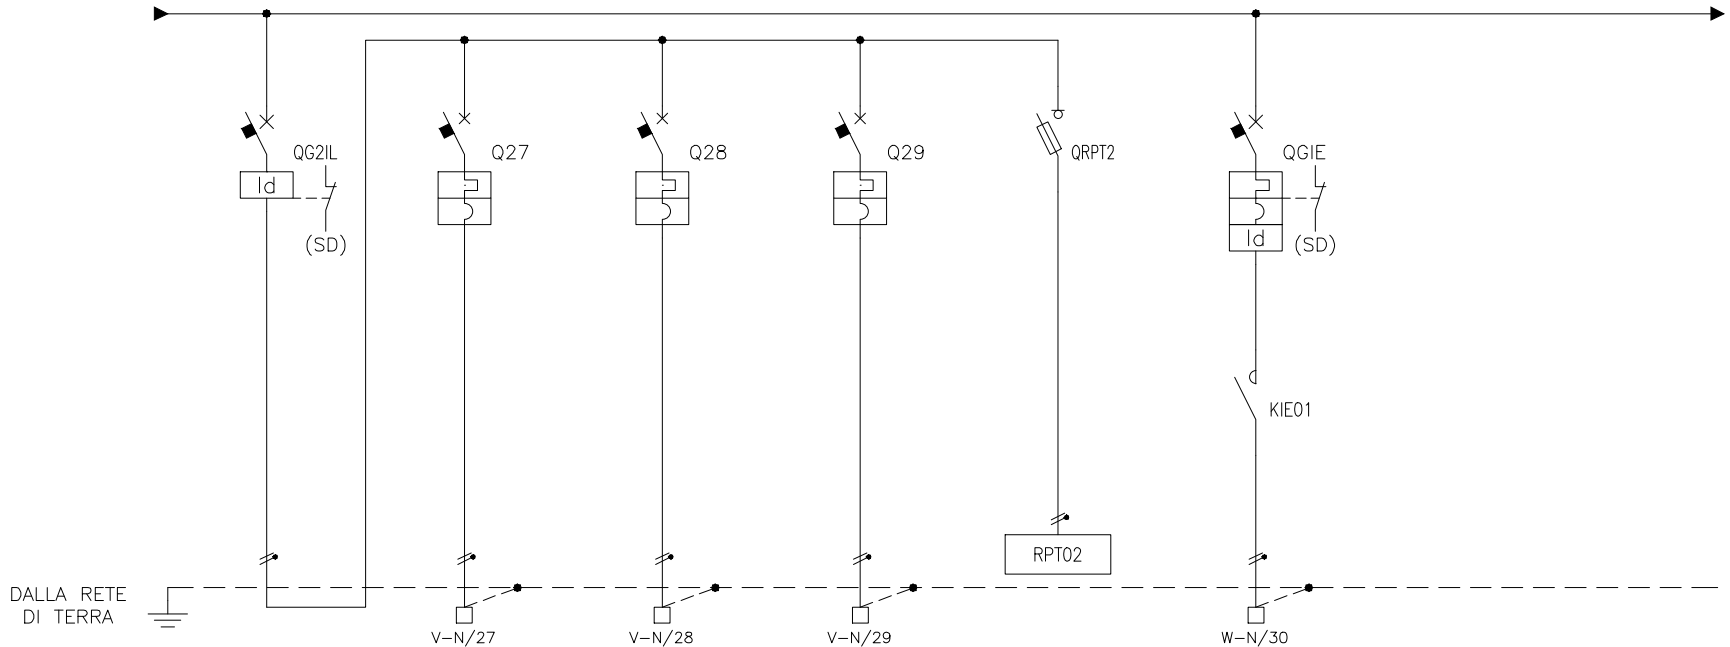 QG2IL
Q27
Q28
Q29
QRPT2
QGIE
Id
(SD)
Id
(SD)
KIE01
RPT02
DALLA RETE
DI TERRA
V-N/27
V-N/28
V-N/29
W-N/30